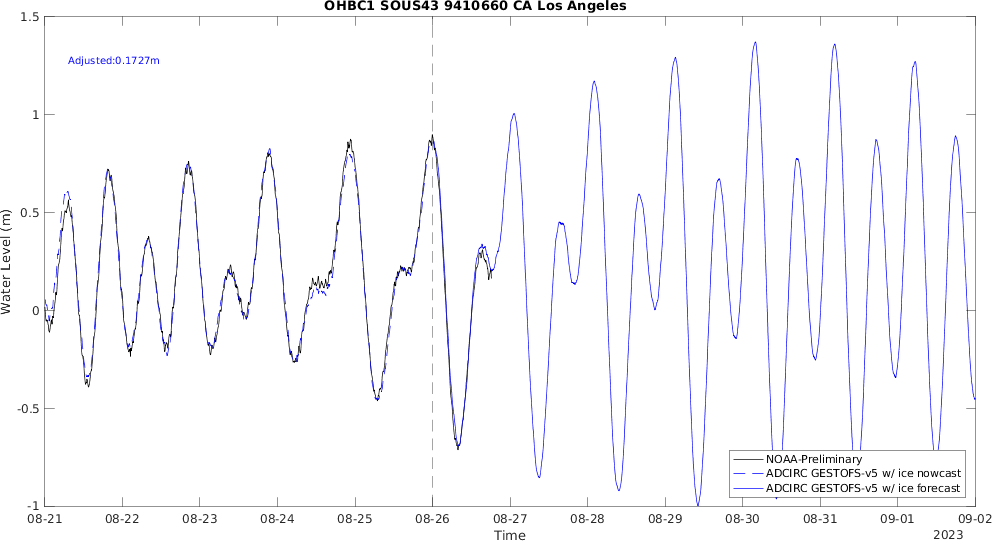 OHBC1 SOUS43 9410660 CA Los Angeles
Adjusted:0.1727m
Water Level (m)
1.5
1
0.5
0
-0.5
-1
NOAA-Preliminary
ADCIRC GESTOFS-v5 w/ ice nowcast
ADCIRC GESTOFS-v5 w/ ice forecast
08-21 08-22 08-23 08-24 08-25 08-26 08-27 08-28 08-29 08-30 08-31 09-01 09-02
Time
2023